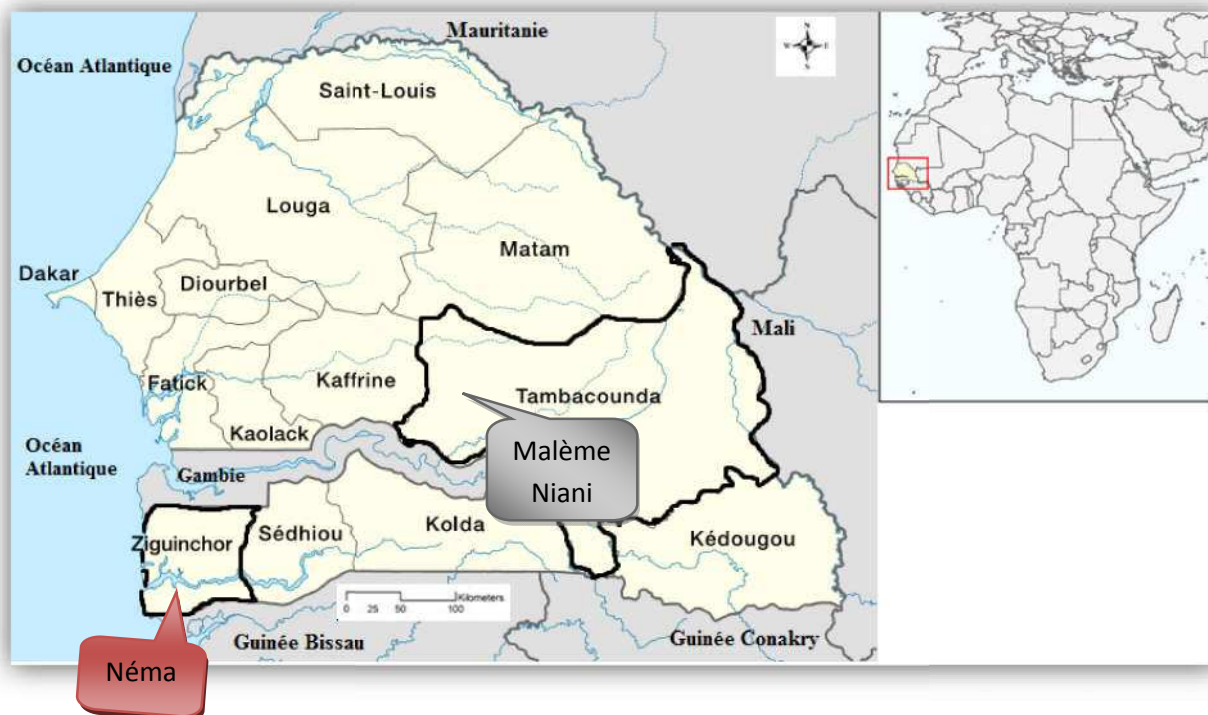 Mauritanie
N
W E
S
Océan Atlantique
Saint-Louis
Louga
Matam
Dakar
Thiès
Diourbel
Mali
Fatick
Kaffrine
Tambacounda
Kaolack
Océan
Atlantique
Malème
Niani
Gambie
Ziguinchor
Sédhiou
Kolda
Kédougou
Kilometers
0 25 50 100
Guinée Bissau
Guinée Conakry
Néma